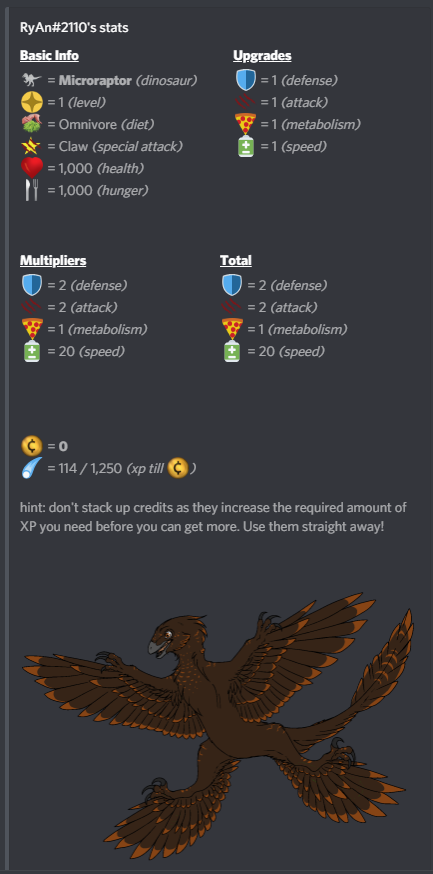 RyAn#2110's stats
Basic Info
= Microraptor (dinosaur)
= 1 (level)
= Omnivore (diet)
= Claw (special attack)
= 1,000 (health)
= 1,000 (hunger)
Upgrades
= 1 (defense)
= 1 (attack)
= 1 (metabolism)
= 1 (speed)
Multipliers
= 2 (defense)
= 2 (attack)
= 1 (metabolism)
= 20 (speed)
Total
= 2 (defense)
= 2 (attack)
= 1 (metabolism)
= 20 (speed)
= 0
= 114 / 1,250 (xp till )
hint: don't stack up credits as they increase the required amount of
XP you need before you can get more. Use them straight away!